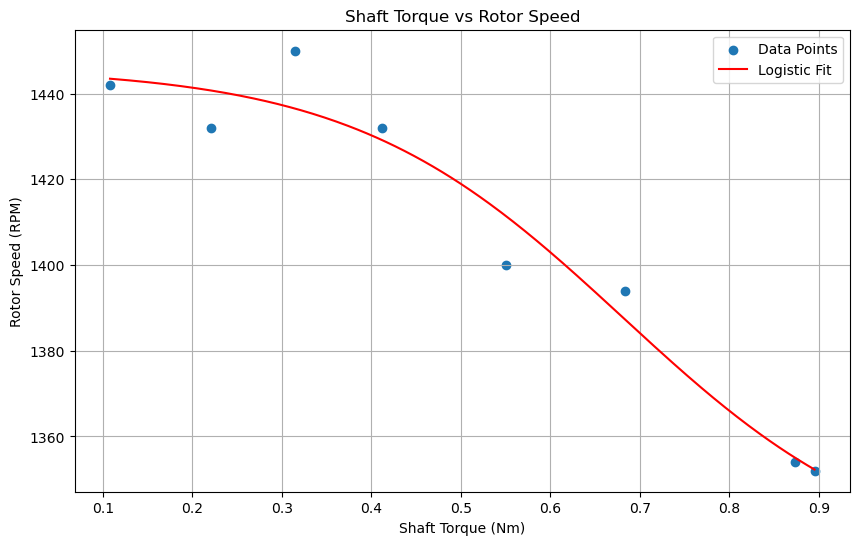 Shaft Torque vs Rotor Speed
Data Points
Logistic Fit
Rotor Speed (RPM)
1440
1420
1400
1380
1360
0.1 0.2 0.3 0.4 0.5 0.6 0.7 0.8 0.9
Shaft Torque (Nm)